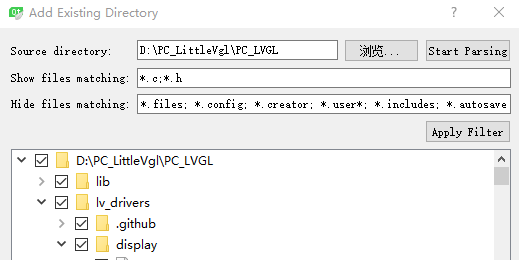 Add Existing Directory
Source directory: D:\PC_LittleVgl\PC_LVGL 浏览... Start Parsing
Show files matching: *.c;*.h
Hide files matching: *.files; *.config; *.creator; *.user*; *.includes; *.autosave
Apply Filter
D:\PC_LittleVgl\PC_LVGL
lib
lv_drivers
.github
display